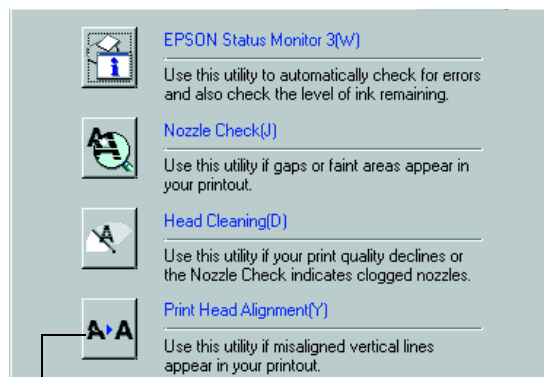 EPSON Status Monitor 3(W)
Use this utility to automatically check for errors
and also check the level of ink remaining.
Nozzle Check(J)
Use this utility if gaps or faint areas appear in
your printout.
Head Cleaning(D)
Use this utility if your print quality declines or
the Nozzle Check indicates clogged nozzles.
Print Head Alignment(Y)
A A
Use this utility if misaligned vertical lines
appear in your printout.